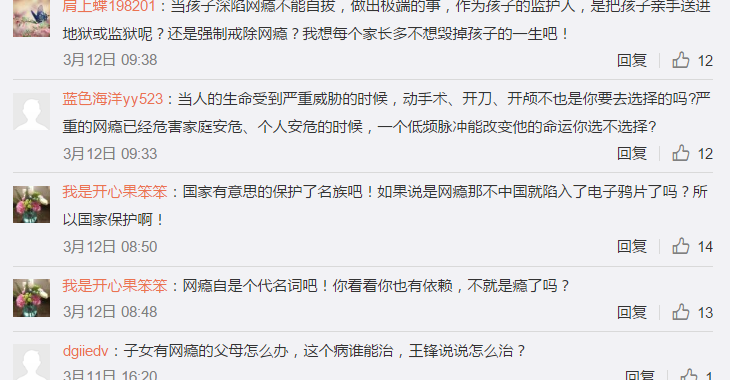 肩上蝶198201：当孩子深陷网瘾不能自拔，做出极端的事，作为孩子的监护人，是把孩子亲手送进
地狱或监狱呢？还是强制戒除网瘾？我想每个家长多不想毁掉孩子的一生吧！
3月12日 09:38
回复 12
蓝色海洋yy523：当人的生命受到严重威胁的时候，动手术、开刀、开颅不也是你要去选择的吗?严
重的网瘾已经危害家庭安危、个人安危的时候，一个低频脉冲能改变他的命运你选不选择?
3月12日 09:33
回复 12
我是开心果笨笨：国家有意思的保护了名族吧！如果说是网瘾那不中国就陷入了电子鸦片了吗？所
以国家保护啊！
3月12日 08:50
回复 14
我是开心果笨笨：网瘾自是个代名词吧！你看看你也有依赖，不就是瘾了吗？
3月12日 08:48
回复 13
dgiiedv：子女有网瘾的父母怎么办，这个病谁能治，王锋说说怎么治？
3月11日 16:20
回复 1